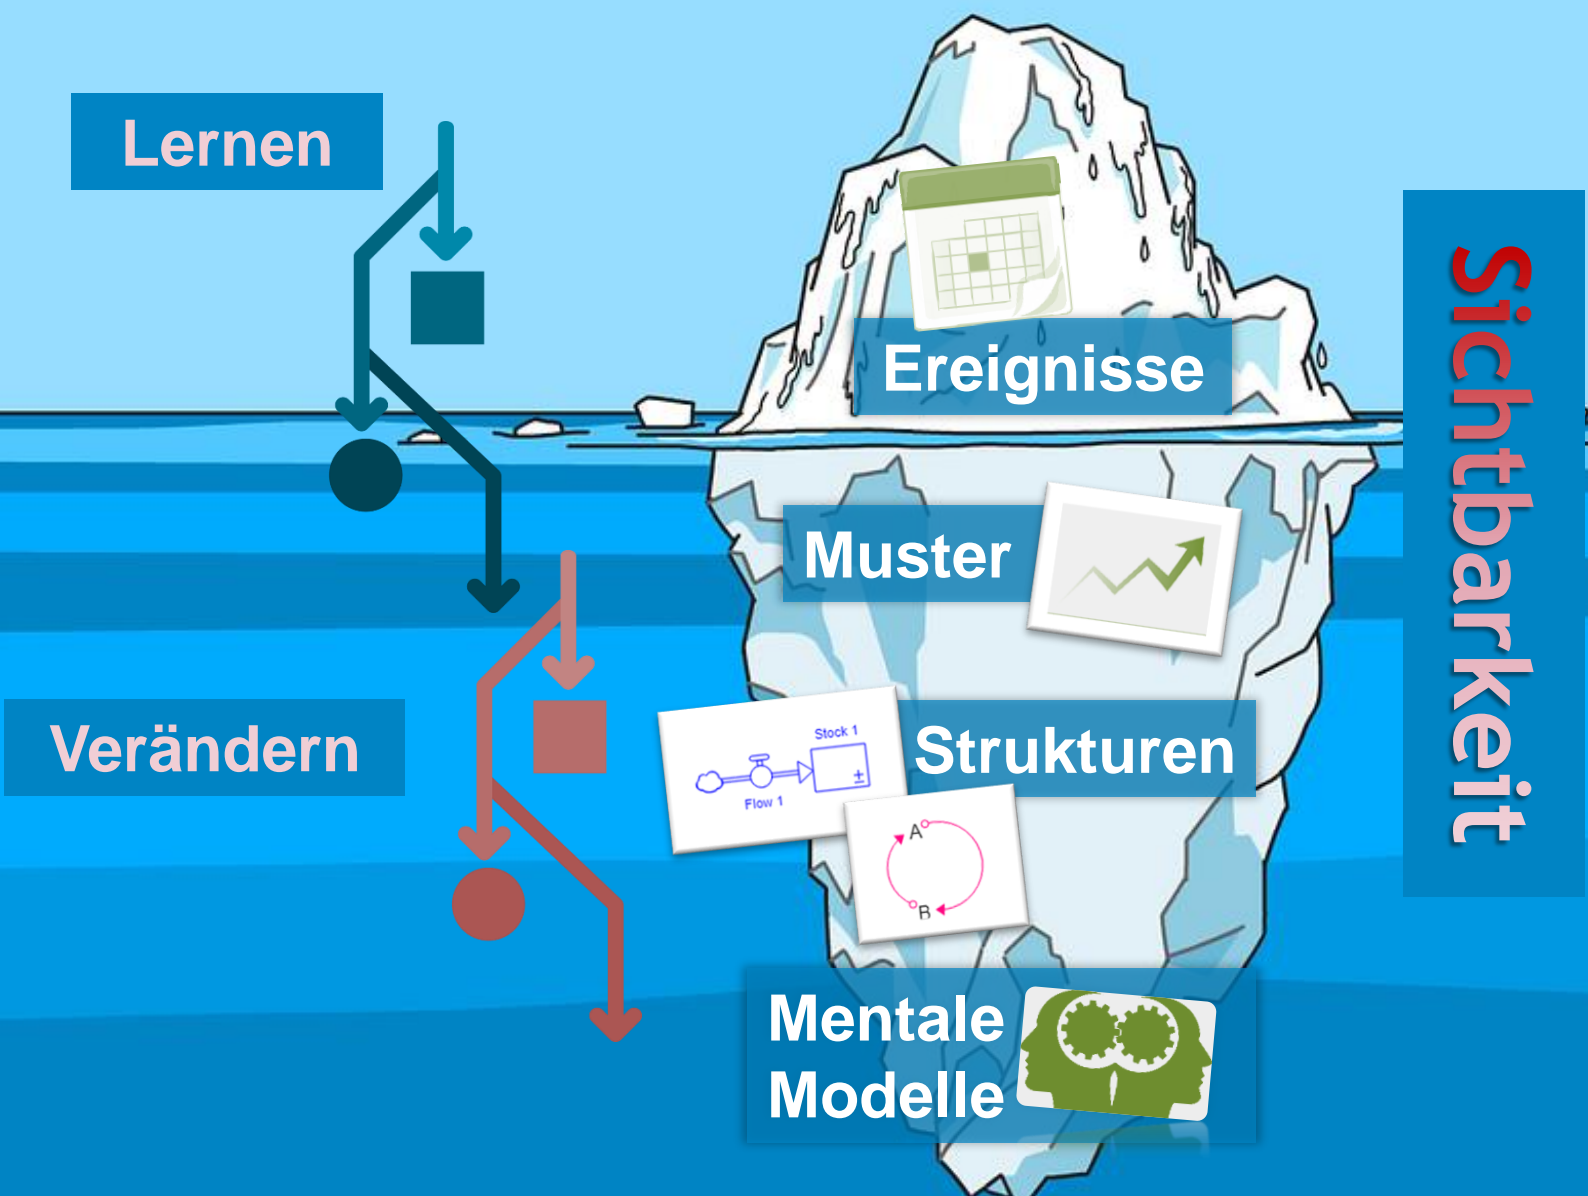 Lernen
Ereignisse
Sichtbarkeit
Muster
Verändern
Stock 1
Flow 1
Strukturen
A
B
Mentale
Modelle